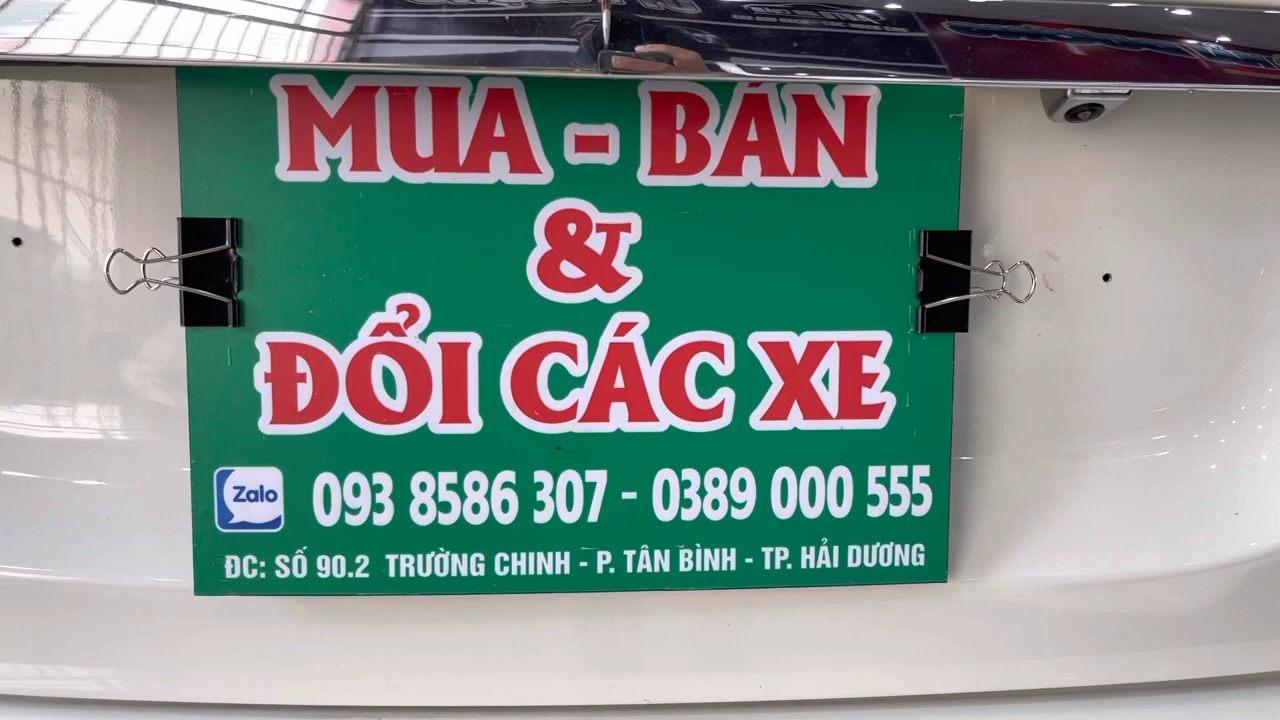 MUA - BÁN
&
ĐỔI CÁC XE
Zalo 093 8586 307 - 0389 000 555
ĐC: SỐ 90.2 TRƯỜNG CHINH - P. TÂN BÌNH - TP. HẢI DƯƠNG